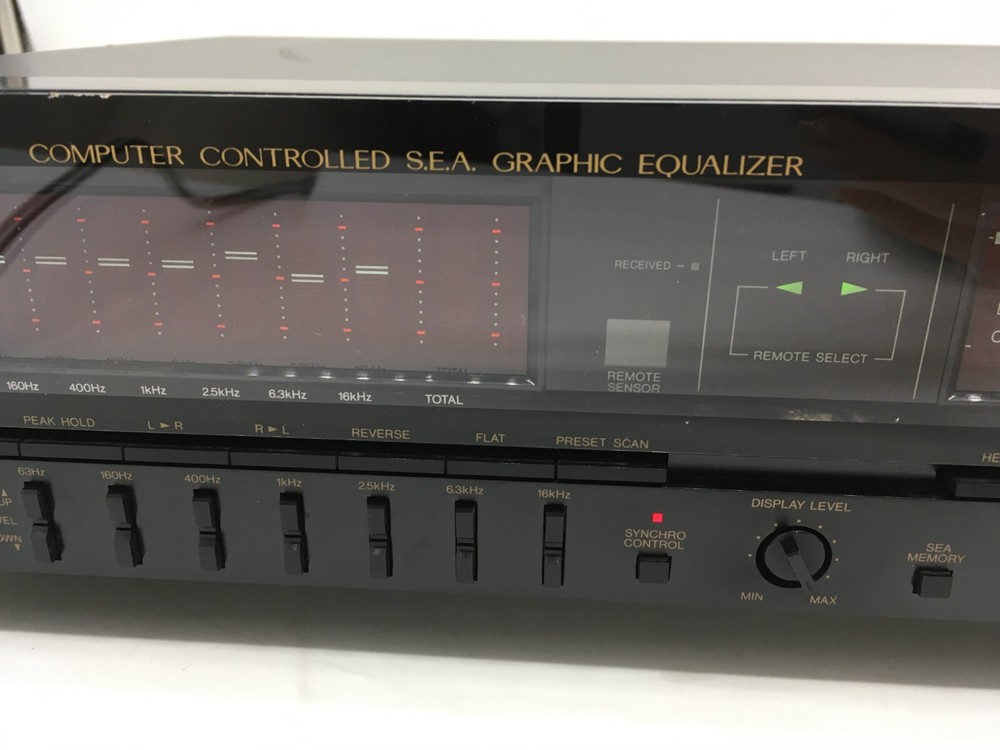 COMPUTER CONTROLLED S.E.A. GRAPHIC EQUALIZER
LEFT RIGHT
RECEIVED
REMOTE SELECT
REMOTE
SENSOR
160Hz 400Hz 1kHz 2.5kHz 6.3kHz 16kHz TOTAL
PEAK HOLD L ► R R ► L REVERSE FLAT PRESET SCAN
63Hz 160Hz 400Hz 1kHz 2.5kHz 6.3kHz 16kHz
▲
UP
▼
DISPLAY LEVEL
SYNCHRO
CONTROL
SEA
MEMORY
MIN MAX